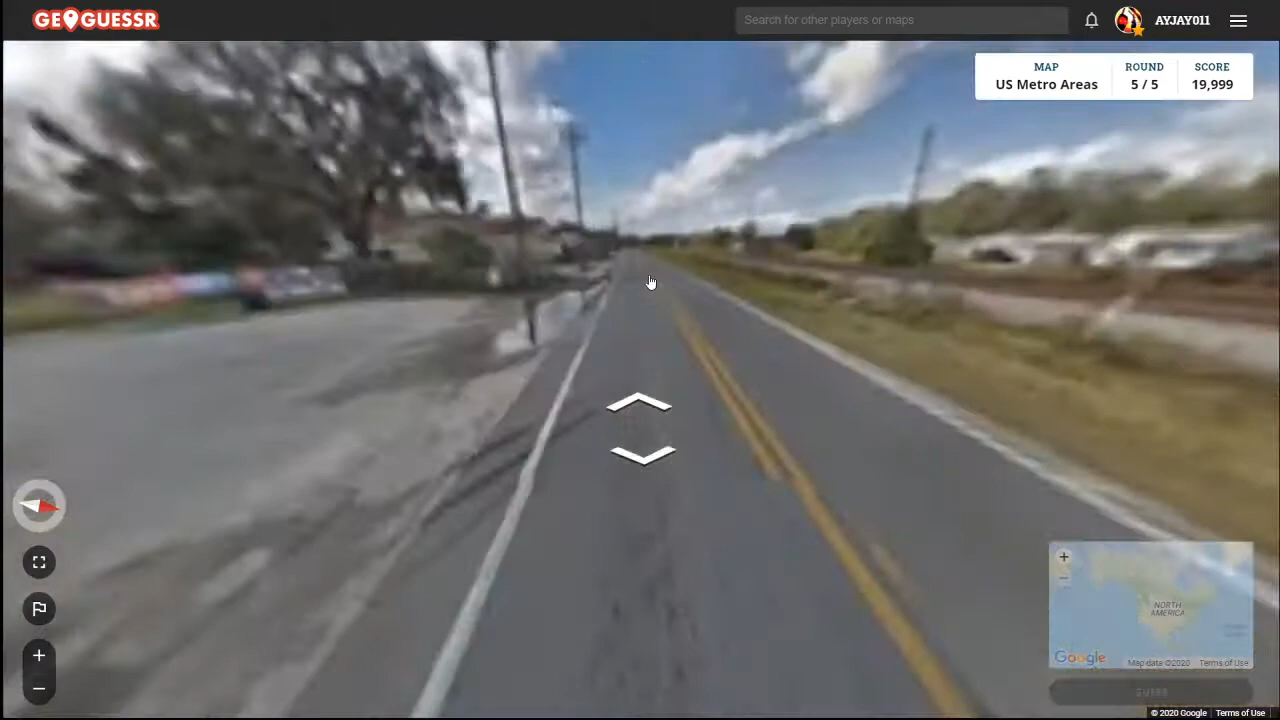 GEOGUESSR
Search for other players or maps
AYJAY011
MAP
ROUND
SCORE
US Metro Areas
5 / 5
19,999
+
−
+
−
NORTH
AMERICA
Google
Map data ©2020
Terms of Use
GUESS
© 2020 Google
Terms of Use